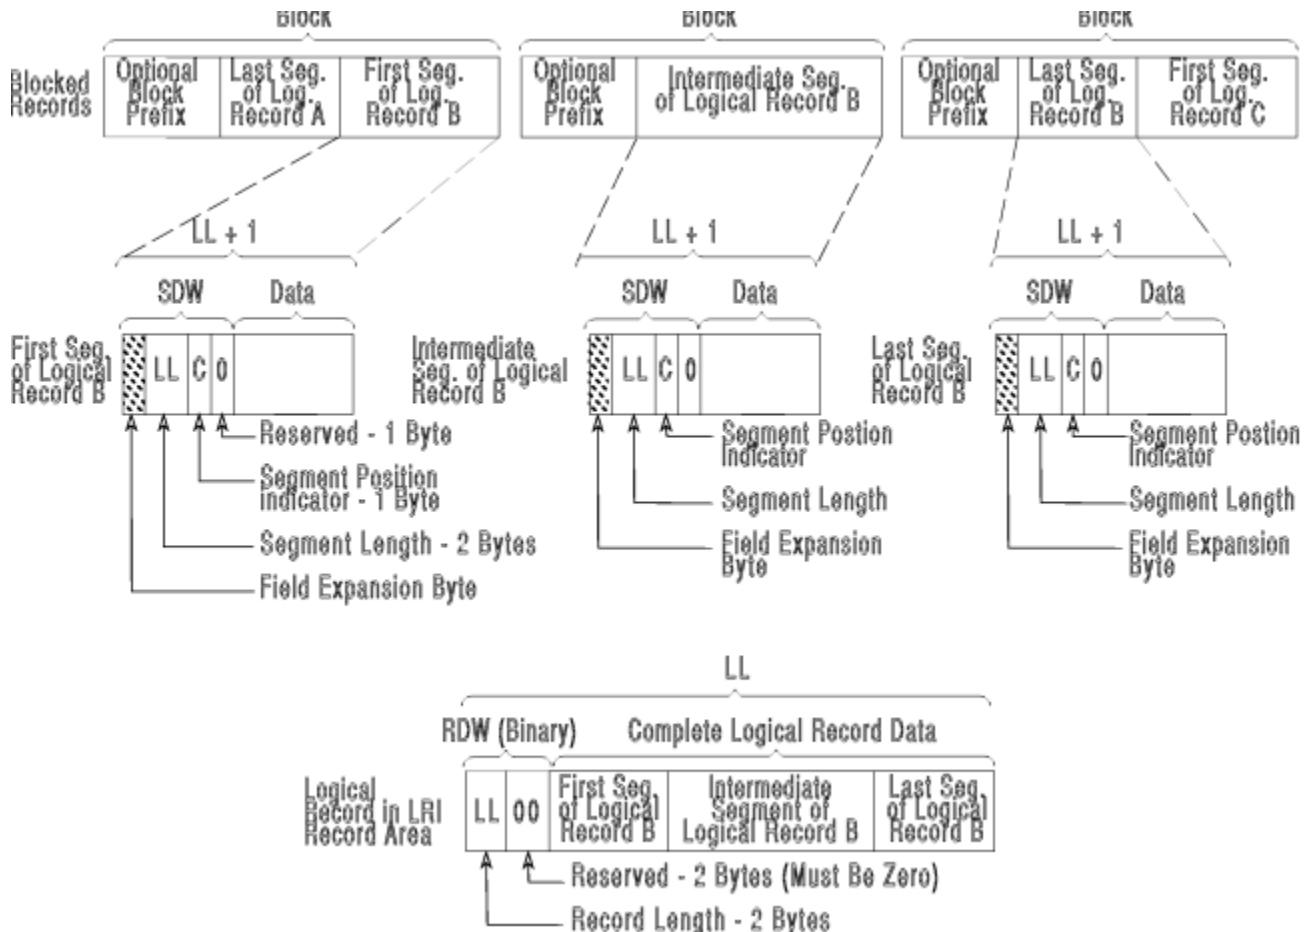 Block
Block
Block
Blocked
Records
Optional
Block
Prefix
Last Seg.
of Log.
Record A
First Seg.
of Log.
Record B
Optional
Block
Prefix
Intermediate Seg.
of Logical Record B
Optional
Block
Prefix
Last Seg.
of Log.
Record B
First Seg.
of Log.
Record C
LL + 1
LL + 1
LL + 1
SDW Data
SDW Data
SDW Data
First Seg.
of Logical
Record B
LL C 0
Intermediate
Seg. of Logical
Record B
LL C 0
Last Seg.
of Logical
Record B
LL C 0
Reserved - 1 Byte
Segment Position
indicator - 1 Byte
Segment Length - 2 Bytes
Field Expansion Byte
Segment Postion
Indicator
Segment Length
Field Expansion
Byte
Segment Postion
Indicator
Segment Length
Field Expansion
Byte
LL
RDW (Binary) Complete Logical Record Data
Logical
Record in LRI
Record Area
LL 00
First Seg.
of Logical
Record B
Intermediate
Segment of
Logical Record B
Last Seg.
of Logical
Record B
Reserved - 2 Bytes (Must Be Zero)
Record Length - 2 Bytes